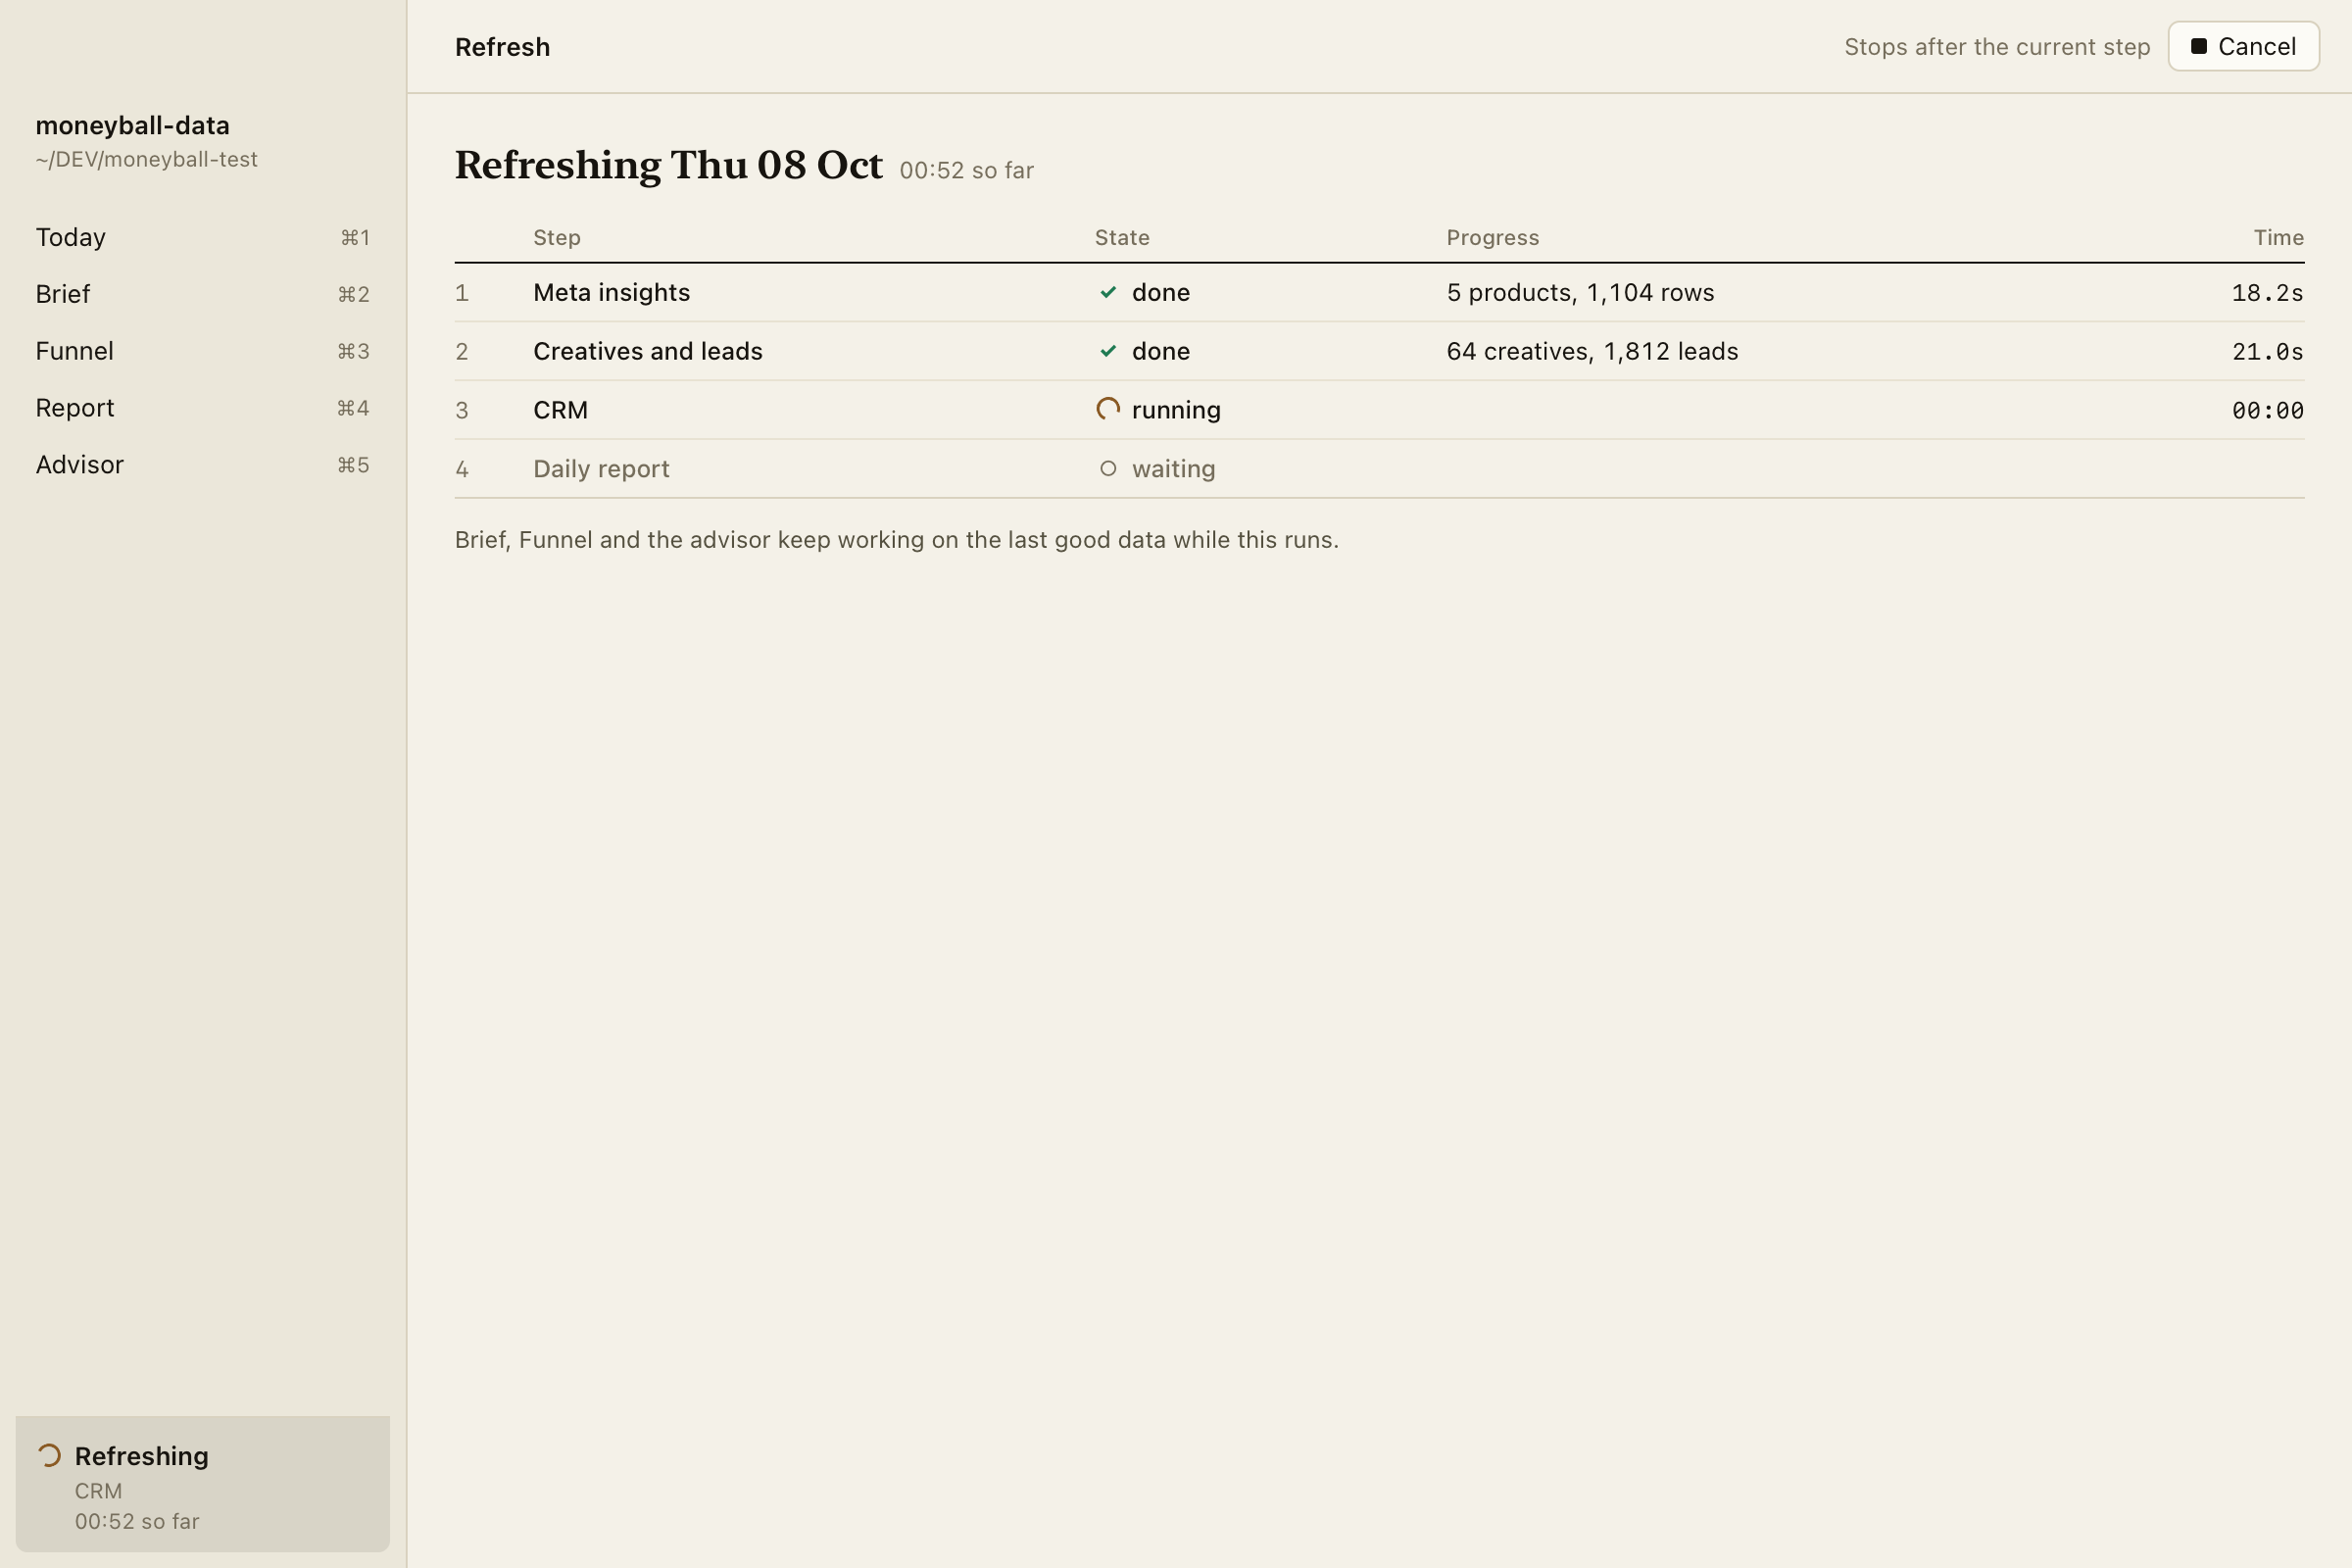 moneyball-data
~/DEV/moneyball-test
Today ⌘1
Brief ⌘2
Funnel ⌘3
Report ⌘4
Advisor ⌘5
Refreshing
CRM
00:52 so far
Refresh
Stops after the current step
Cancel
Refreshing Thu 08 Oct 00:52 so far
Step State Progress Time
1 Meta insights done 5 products, 1,104 rows 18.2s
2 Creatives and leads done 64 creatives, 1,812 leads 21.0s
3 CRM running 00:00
4 Daily report waiting
Brief, Funnel and the advisor keep working on the last good data while this runs.